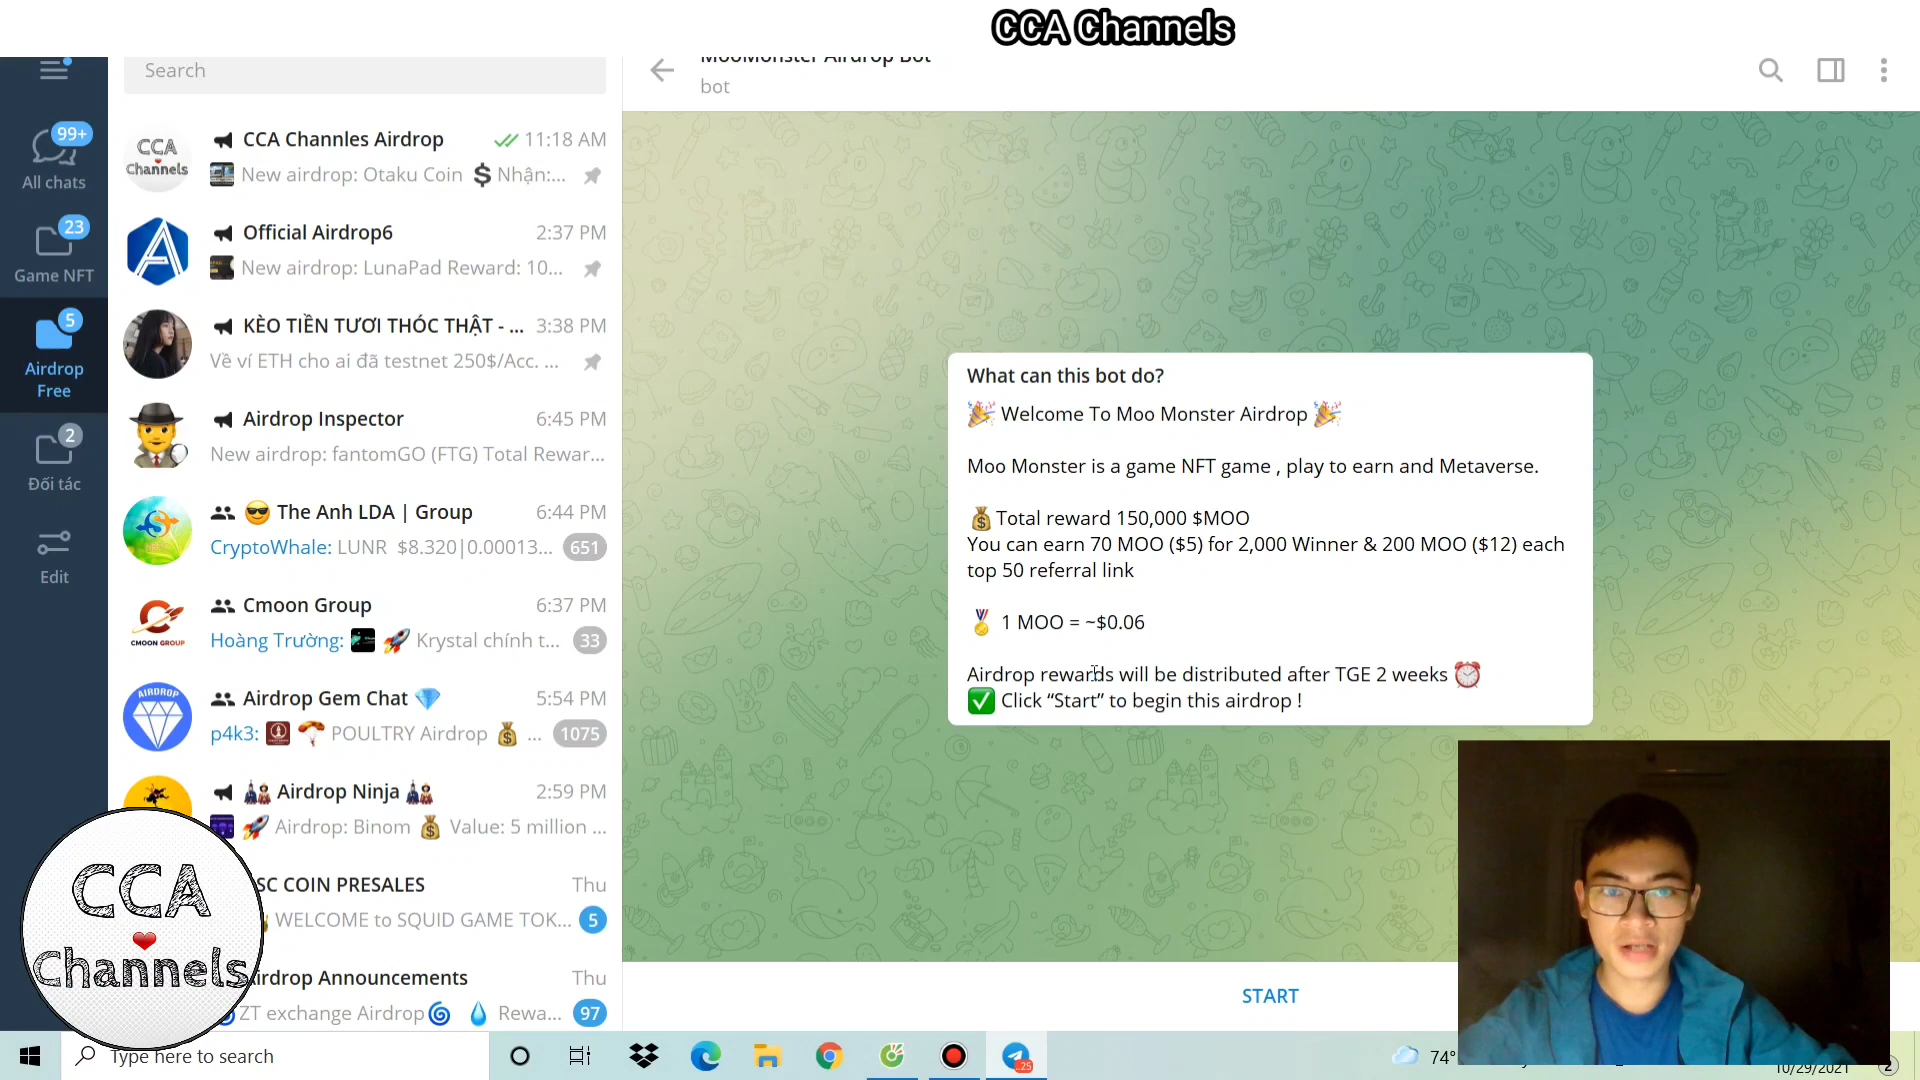 CCA Channels
Search
MooMonster Airdrop Bot
bot
99+
All chats
23
Game NFT
5
Airdrop
Free
2
Đối tác
Edit
CCA Channels
CCA Channles Airdrop 11:18 AM
New airdrop: Otaku Coin $ Nhận:...
Official Airdrop6 2:37 PM
New airdrop: LunaPad Reward: 10...
KÈO TIỀN TƯƠI THÓC THẬT - ... 3:38 PM
Về ví ETH cho ai đã testnet 250$/Acc. ...
Airdrop Inspector 6:45 PM
New airdrop: fantomGO (FTG) Total Rewar...
😎 The Anh LDA | Group 6:44 PM
CryptoWhale: LUNR $8.320|0.00013... 651
CMOON GROUP
Cmoon Group 6:37 PM
Hoàng Trường: 🚀 Krystal chính t... 33
AIRDROP
Airdrop Gem Chat 💎 5:54 PM
p4k3: 🪂 POULTRY Airdrop 💰 ... 1075
🎎 Airdrop Ninja 🎎 2:59 PM
🚀 Airdrop: Binom 💰 Value: 5 million ...
SC COIN PRESALES Thu
WELCOME to SQUID GAME TOK... 5
irdrop Announcements Thu
ZT exchange Airdrop🌀 💧 Rewa... 97
CCA
Channels
What can this bot do?
🎉 Welcome To Moo Monster Airdrop 🎉
Moo Monster is a game NFT game , play to earn and Metaverse.
💰Total reward 150,000 $MOO
You can earn 70 MOO ($5) for 2,000 Winner & 200 MOO ($12) each
top 50 referral link
🏅 1 MOO = ~$0.06
Airdrop rewards will be distributed after TGE 2 weeks ⏰
✅ Click “Start” to begin this airdrop !
START
Type here to search
25
74°
10/29/2021
2